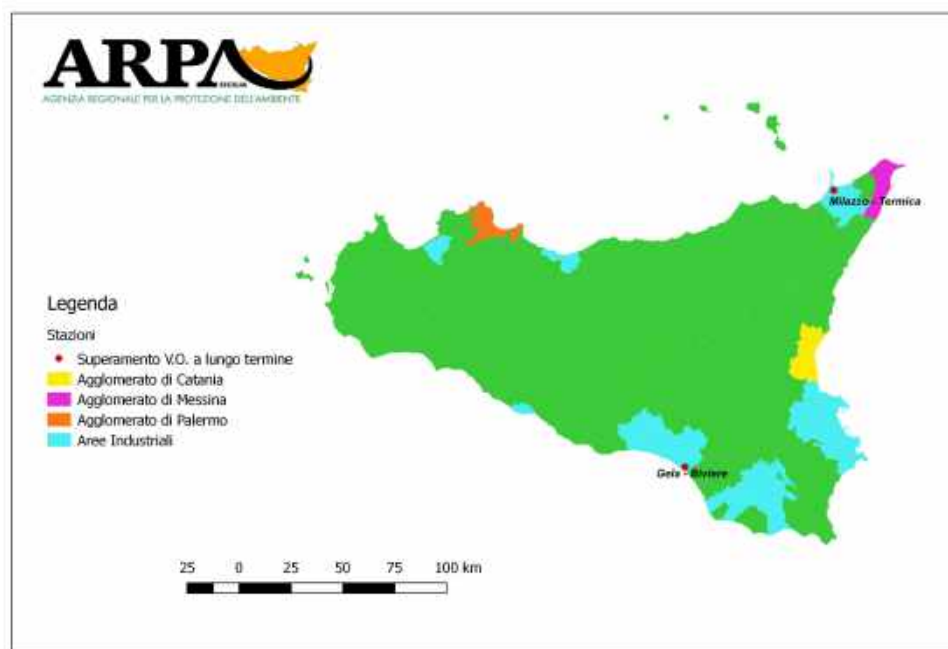 ARPA
SICILIA
AGENZIA REGIONALE PER LA PROTEZIONE DELL'AMBIENTE
Milazzo - Termica
Legenda
Stazioni
Superamento V.O. a lungo termine
Agglomerato di Catania
Agglomerato di Messina
Agglomerato di Palermo
Aree Industriali
Gela - Biviere
25 0 25 50 75 100 km